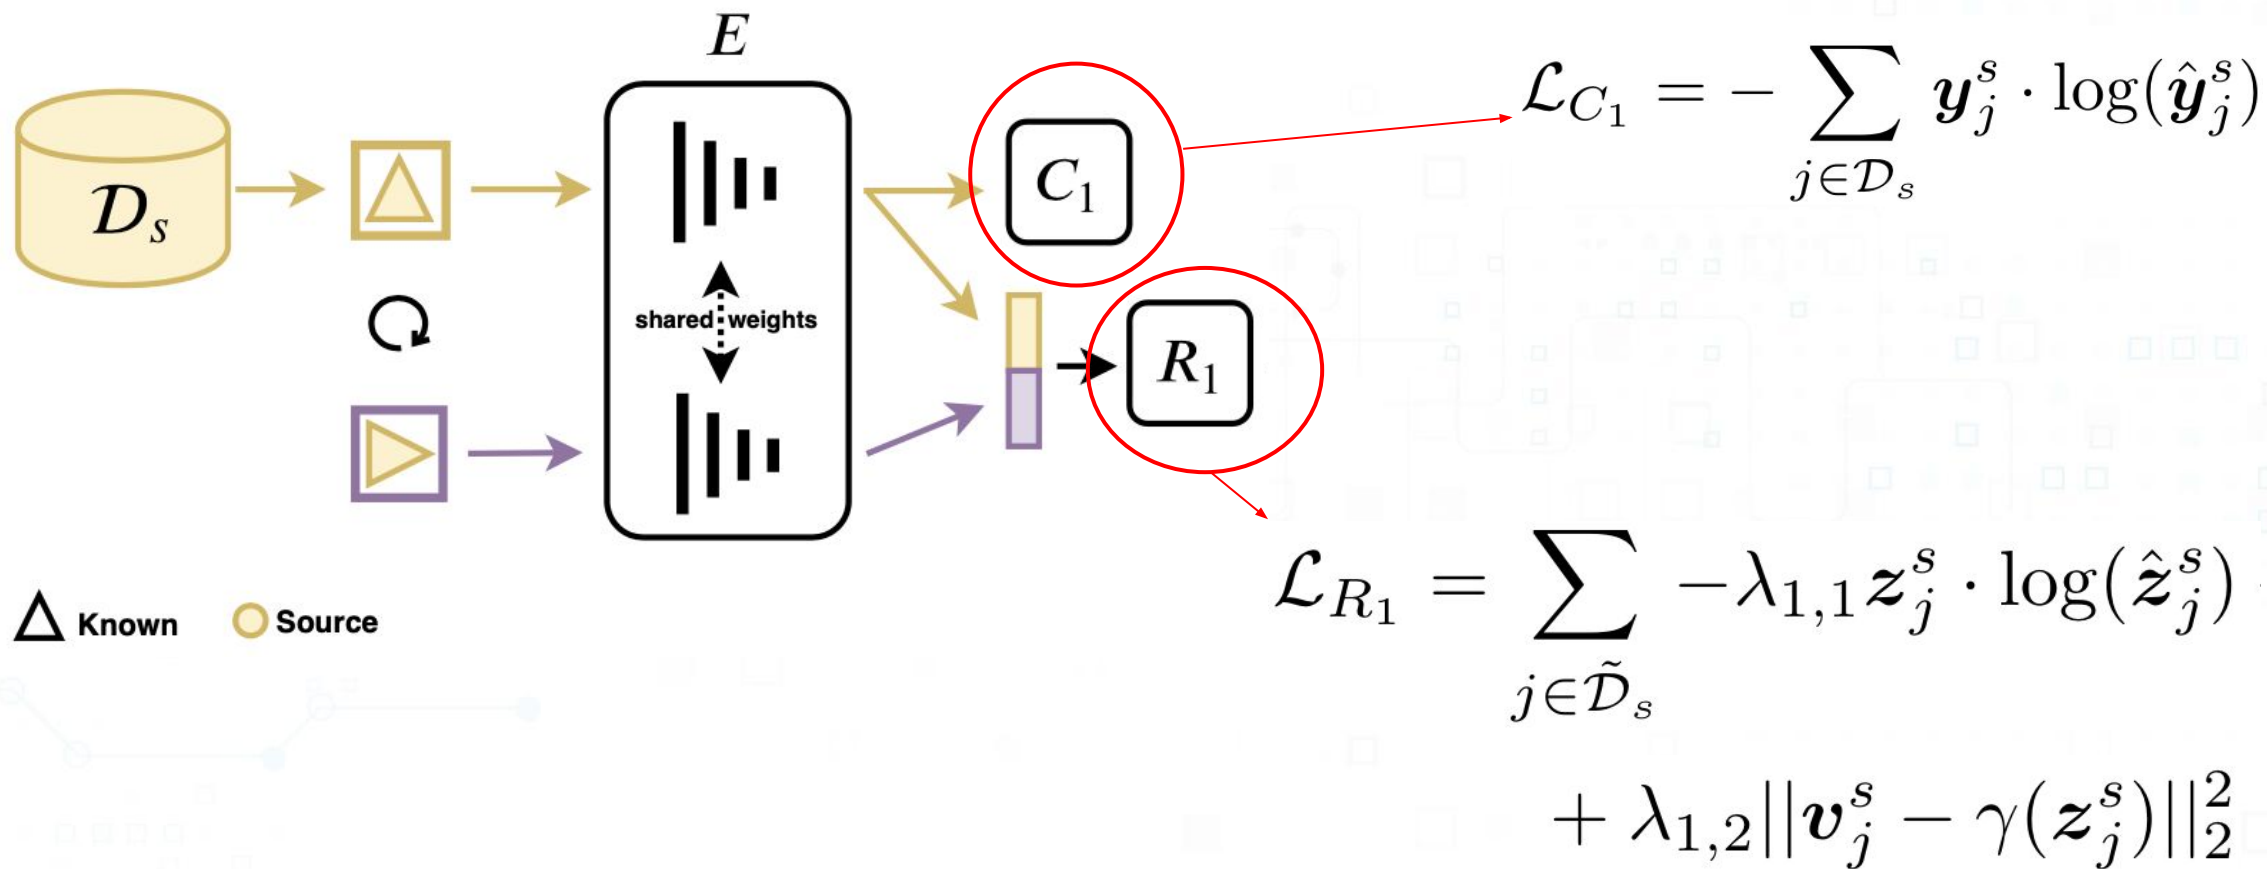 E
𝓛_{C_1} = − ∑_{j∈𝒟_s} 𝒚_j^s · log(ŷ_j^s)
𝒟_s
C_1
shared weights
R_1
𝓛_{R_1} = ∑_{j∈𝒟̃_s} −λ_{1,1} 𝒛_j^s · log(ẑ_j^s)
+ λ_{1,2}||𝒗_j^s − γ(𝒛_j^s)||_2^2
Known
Source